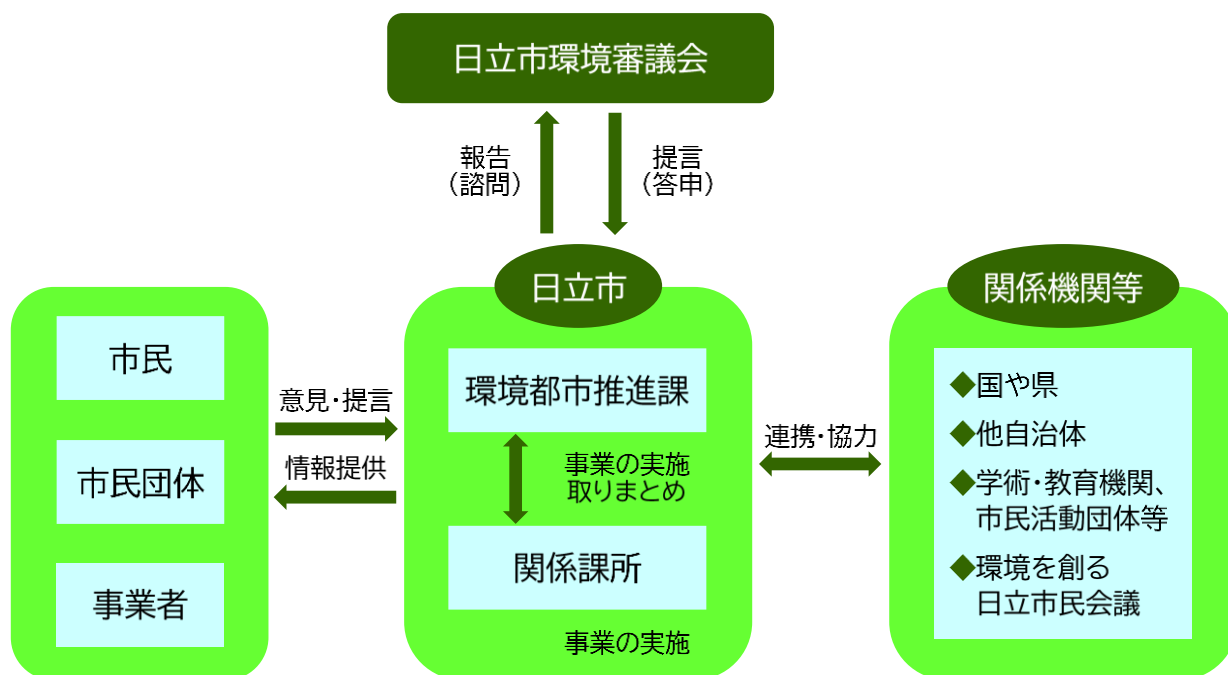 日立市環境審議会
報告
（諮問）
提言
（答申）
市民
市民団体
事業者
意見・提言
情報提供
日立市
環境都市推進課
事業の実施
取りまとめ
関係課所
事業の実施
連携・協力
関係機関等
◆国や県
◆他自治体
◆学術・教育機関、
市民活動団体等
◆環境を創る
日立市民会議